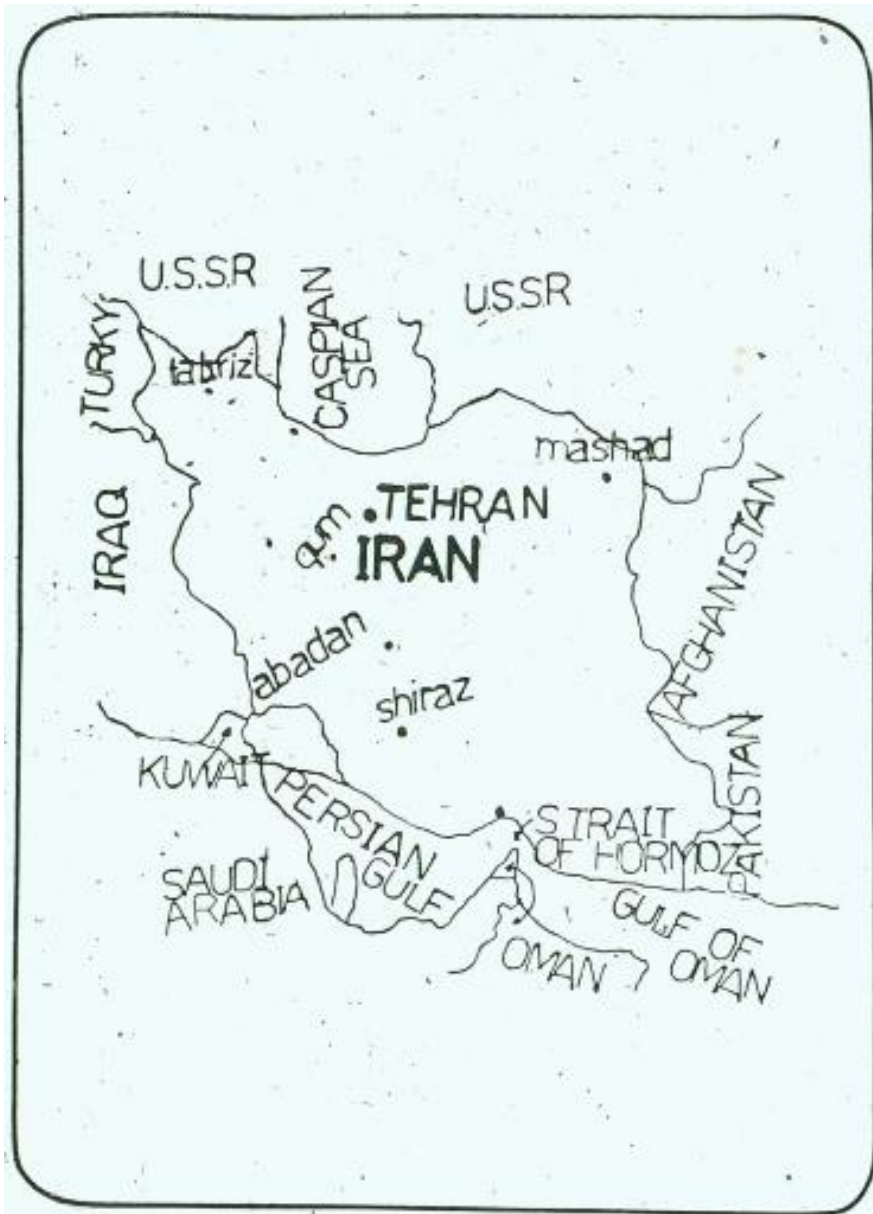 U.S.S.R
U.S.S.R
CASPIAN
SEA
TURKY
tabriz
mashad
IRAQ
qum
TEHRAN
IRAN
AFGHANISTAN
abadan
shiraz
KUWAIT
PERSIAN
GULF
STRAIT
OF HORMOZ
PAKISTAN
SAUDI
ARABIA
GULF OF
OMAN
OMAN